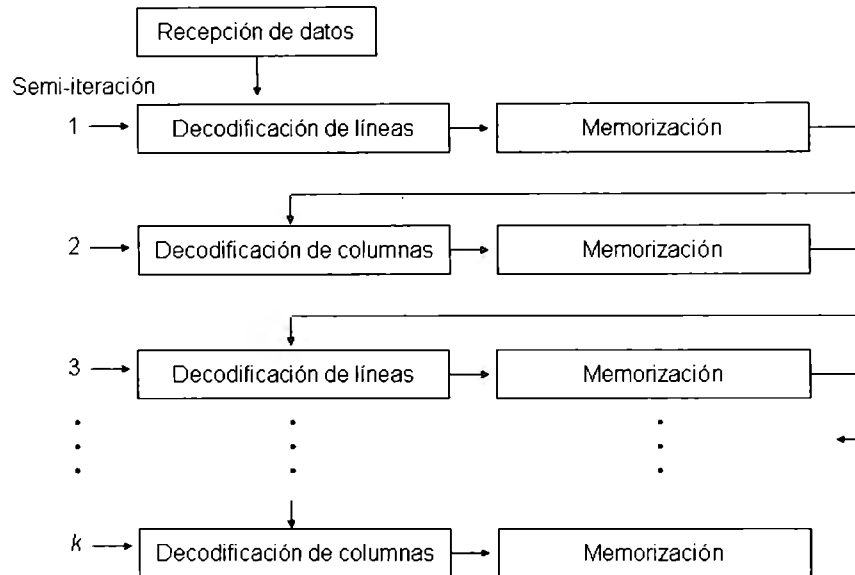 Recepción de datos
Semi-iteración
1 Decodificación de líneas Memorización
2 Decodificación de columnas Memorización
3 Decodificación de líneas Memorización
k Decodificación de columnas Memorización